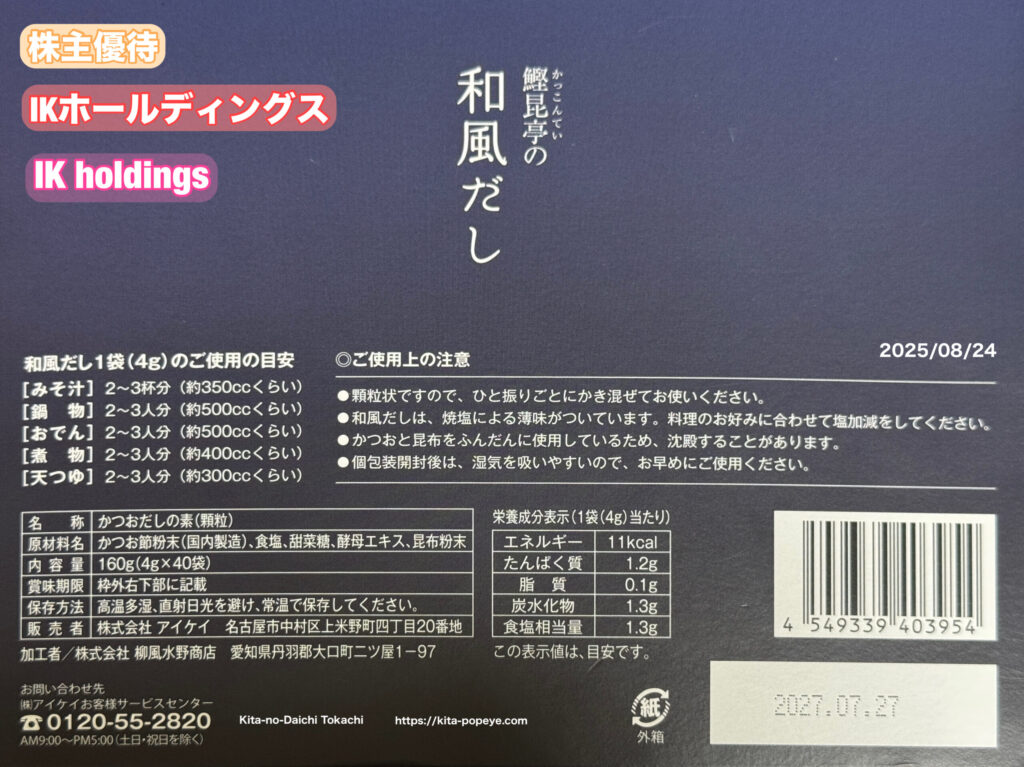 株主優待
IKホールディングス
IK holdings
かっこんてい
鰹昆亭の
和風だし
2025/08/24
和風だし1袋(4g)のご使用の目安
[みそ汁] 2～3杯分 (約350ccくらい)
[鍋 物] 2～3人分 (約500ccくらい)
[おでん] 2～3人分 (約500ccくらい)
[煮 物] 2～3人分 (約400ccくらい)
[天つゆ] 2～3人分 (約300ccくらい)
◎ご使用上の注意
●顆粒状ですので、ひと振りごとにかき混ぜてお使いください。
●和風だしは、焼塩による薄味がついています。料理のお好みに合わせて塩加減をしてください。
●かつおと昆布をふんだんに使用しているため、沈殿することがあります。
●個包装開封後は、湿気を吸いやすいので、お早めにご使用ください。
名 称 かつおだしの素(顆粒)
原材料名 かつお節粉末(国内製造)、食塩、甜菜糖、酵母エキス、昆布粉末
内容量 160g(4g×40袋)
賞味期限 枠外右下部に記載
保存方法 高温多湿、直射日光を避け、常温で保存してください。
販売者 株式会社 アイケイ 名古屋市中村区上米野町四丁目20番地
加工者／株式会社 柳風水野商店 愛知県丹羽郡大口町二ツ屋1－97
栄養成分表示(1袋(4g)当たり)
エネルギー 11kcal
たんぱく質 1.2g
脂 質 0.1g
炭水化物 1.3g
食塩相当量 1.3g
この表示値は、目安です。
4 549339 403954
お問い合わせ先
㈱アイケイお客様サービスセンター
☎0120-55-2820
AM9:00～PM5:00(土日・祝日を除く)
Kita-no-Daichi Tokachi https://kita-popeye.com
紙
外箱
2027.07.27